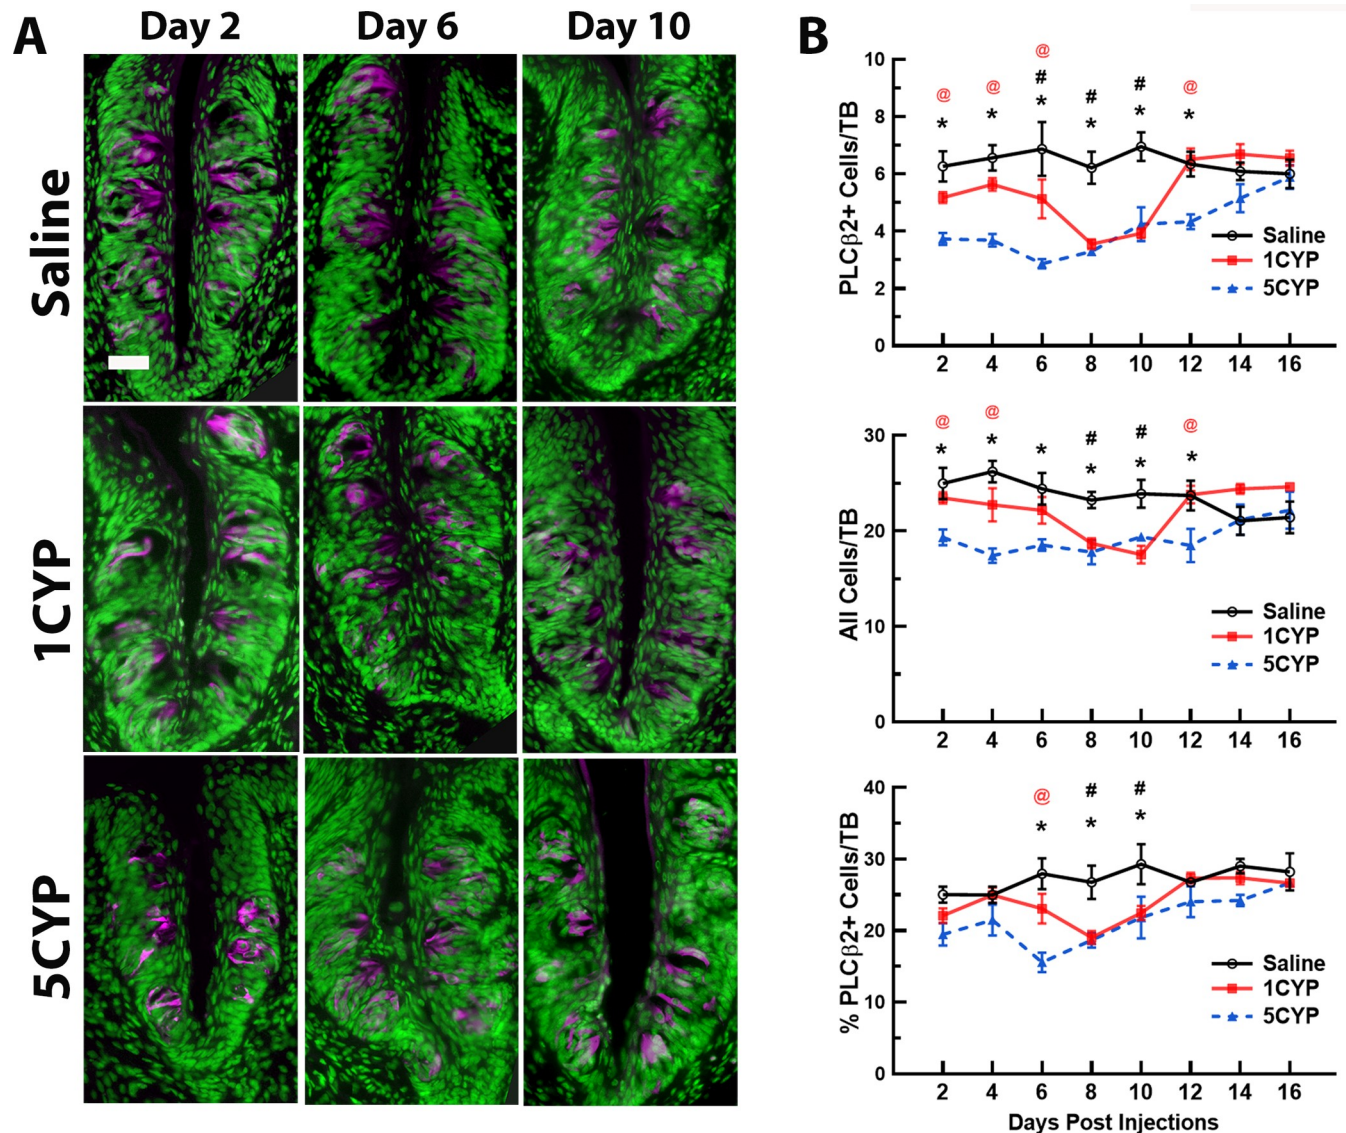 A
Day 2
Day 6
Day 10
Saline
1CYP
5CYP
B
PLCβ2+ Cells/TB
10
8
6
4
2
0
@ @ @ @
# # #
* * * * * *
Saline
1CYP
5CYP
2 4 6 8 10 12 14 16
All Cells/TB
30
20
10
0
@ @ @
# #
* * * * * *
Saline
1CYP
5CYP
2 4 6 8 10 12 14 16
% PLCβ2+ Cells/TB
40
30
20
10
0
@ # #
* * *
Saline
1CYP
5CYP
2 4 6 8 10 12 14 16
Days Post Injections